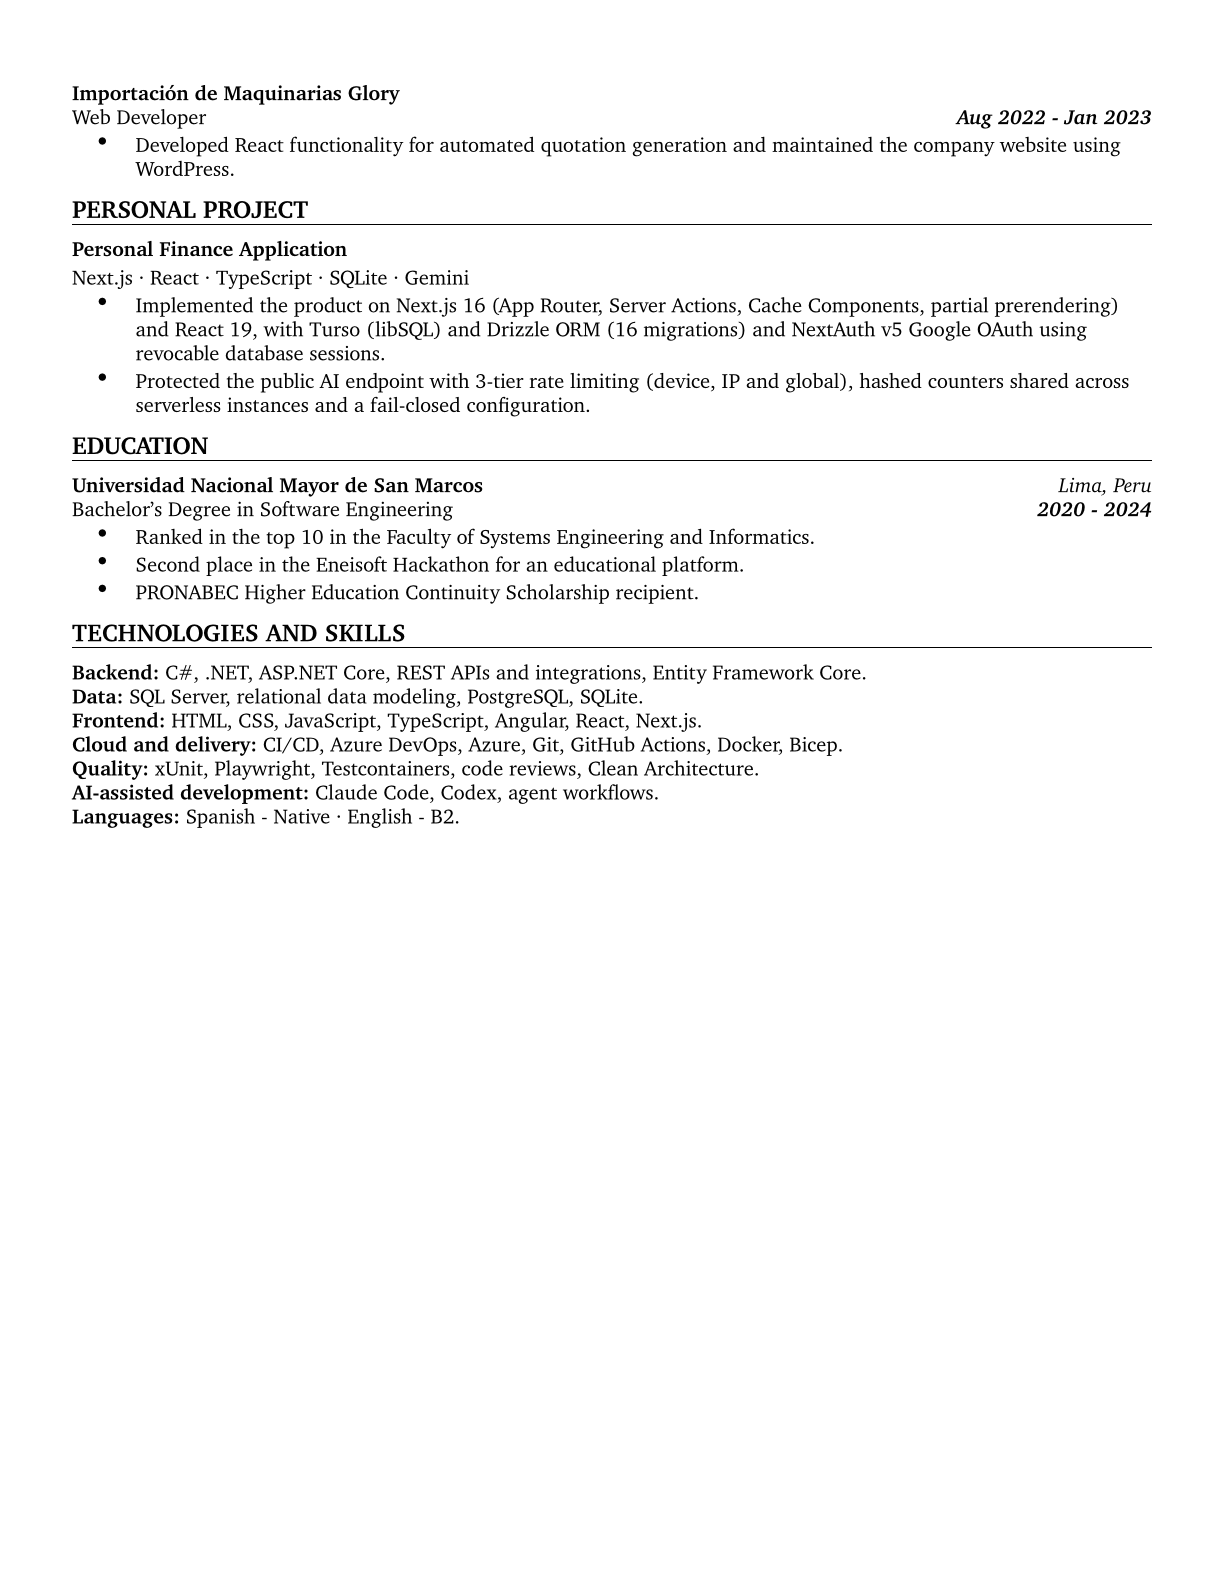 Importación de Maquinarias Glory
Web Developer Aug 2022 - Jan 2023
• Developed React functionality for automated quotation generation and maintained the company website using
WordPress.
PERSONAL PROJECT
Personal Finance Application
Next.js · React · TypeScript · SQLite · Gemini
• Implemented the product on Next.js 16 (App Router, Server Actions, Cache Components, partial prerendering)
and React 19, with Turso (libSQL) and Drizzle ORM (16 migrations) and NextAuth v5 Google OAuth using
revocable database sessions.
• Protected the public AI endpoint with 3-tier rate limiting (device, IP and global), hashed counters shared across
serverless instances and a fail-closed configuration.
EDUCATION
Universidad Nacional Mayor de San Marcos Lima, Peru
Bachelor’s Degree in Software Engineering 2020 - 2024
• Ranked in the top 10 in the Faculty of Systems Engineering and Informatics.
• Second place in the Eneisoft Hackathon for an educational platform.
• PRONABEC Higher Education Continuity Scholarship recipient.
TECHNOLOGIES AND SKILLS
Backend: C#, .NET, ASP.NET Core, REST APIs and integrations, Entity Framework Core.
Data: SQL Server, relational data modeling, PostgreSQL, SQLite.
Frontend: HTML, CSS, JavaScript, TypeScript, Angular, React, Next.js.
Cloud and delivery: CI/CD, Azure DevOps, Azure, Git, GitHub Actions, Docker, Bicep.
Quality: xUnit, Playwright, Testcontainers, code reviews, Clean Architecture.
AI-assisted development: Claude Code, Codex, agent workflows.
Languages: Spanish - Native · English - B2.